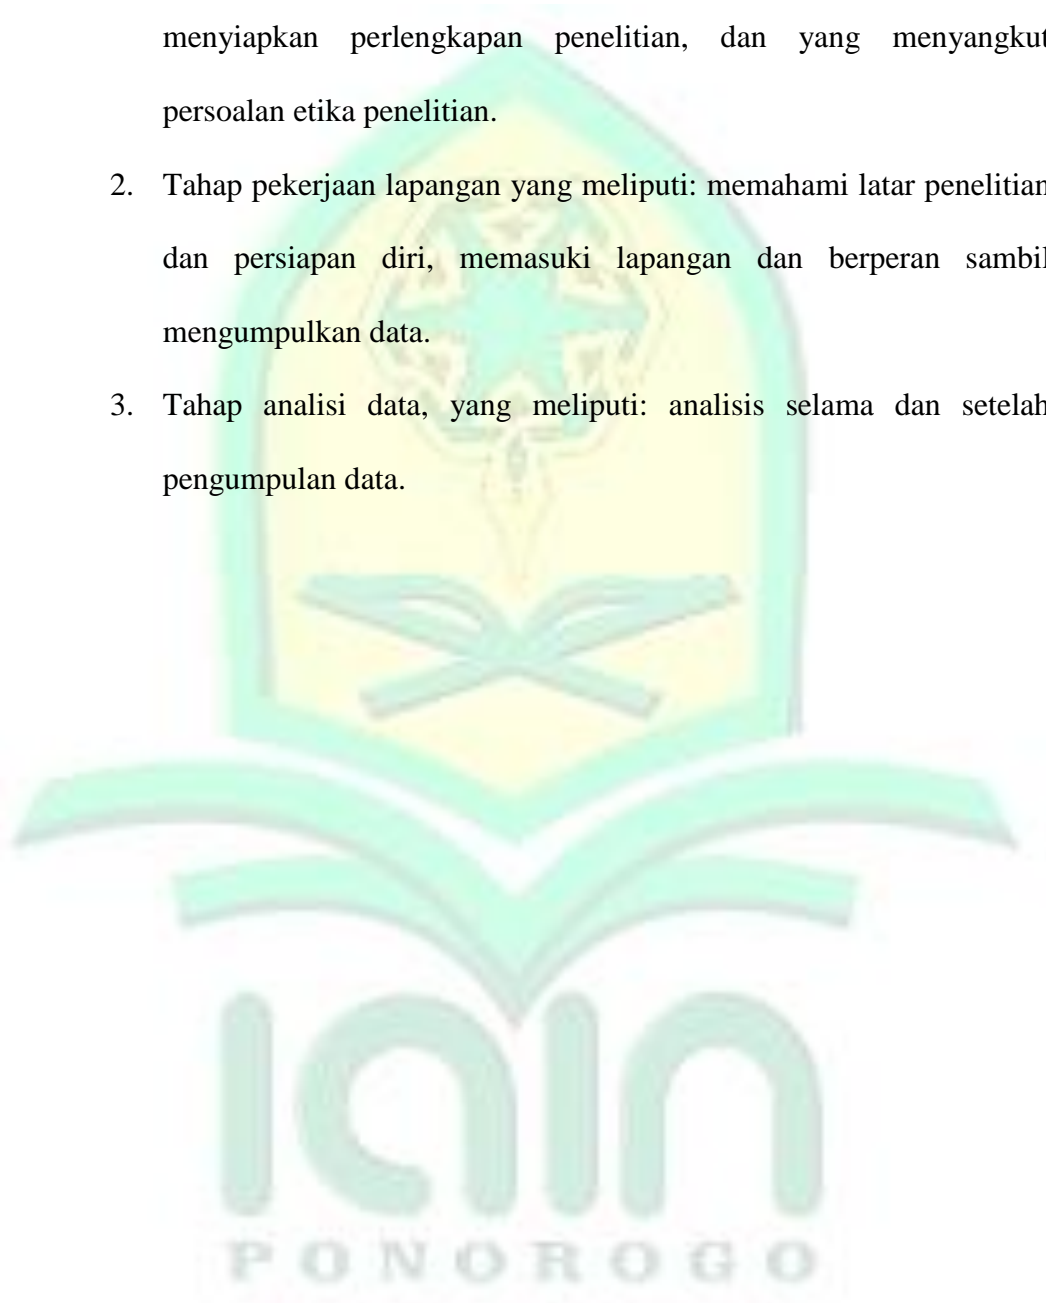 menyiapkan perlengkapan penelitian, dan yang menyangkut
persoalan etika penelitian.
2. Tahap pekerjaan lapangan yang meliputi: memahami latar penelitian
dan persiapan diri, memasuki lapangan dan berperan sambil
mengumpulkan data.
3. Tahap analisi data, yang meliputi: analisis selama dan setelah
pengumpulan data.
iain
PONOROGO